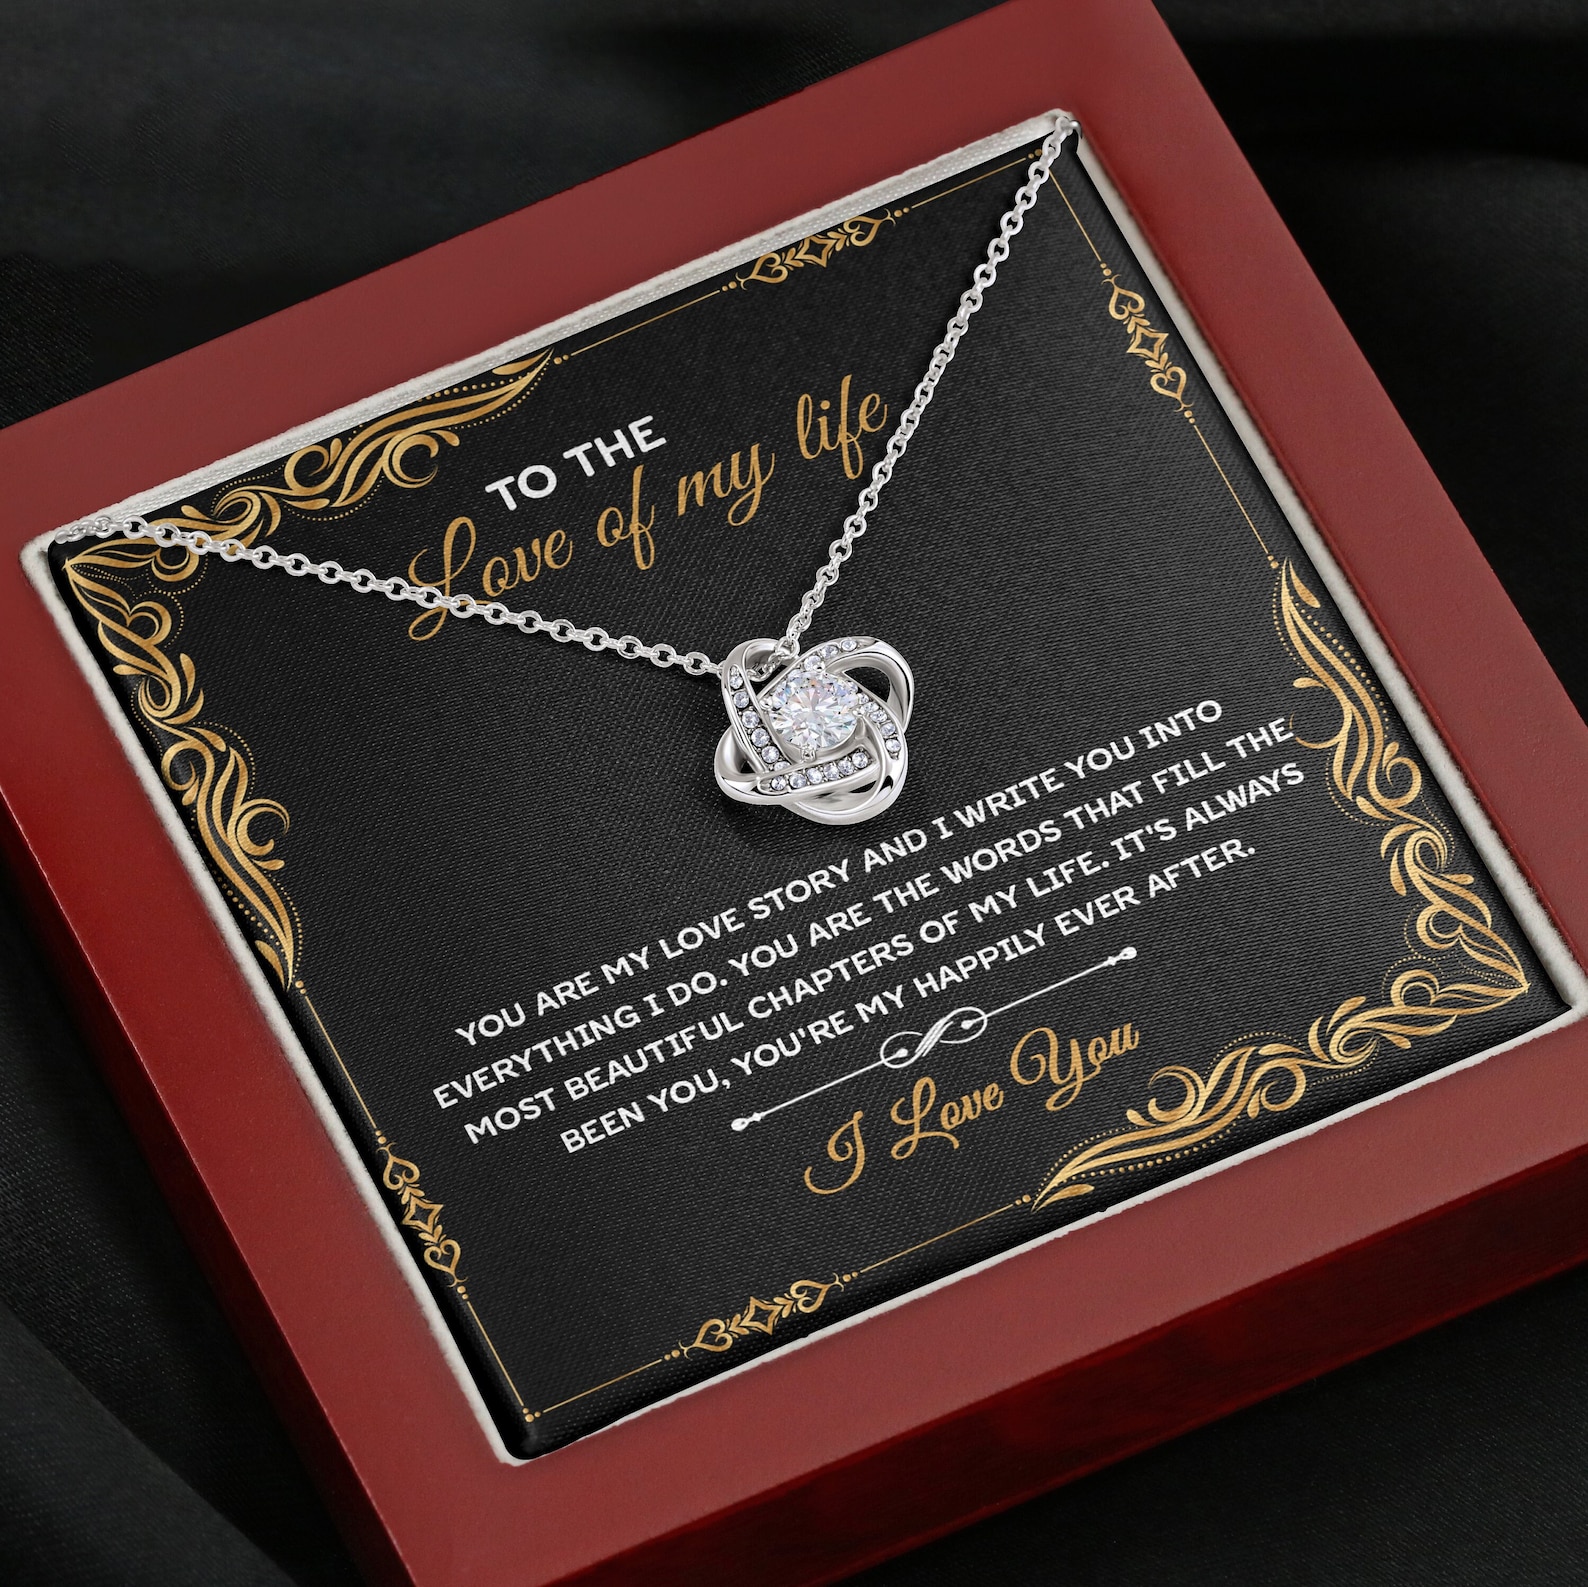 TO THE
Love of my life
YOU ARE MY LOVE STORY AND I WRITE YOU INTO
EVERYTHING I DO. YOU ARE THE WORDS THAT FILL THE
MOST BEAUTIFUL CHAPTERS OF MY LIFE. IT'S ALWAYS
BEEN YOU, YOU'RE MY HAPPILY EVER AFTER.
I Love You